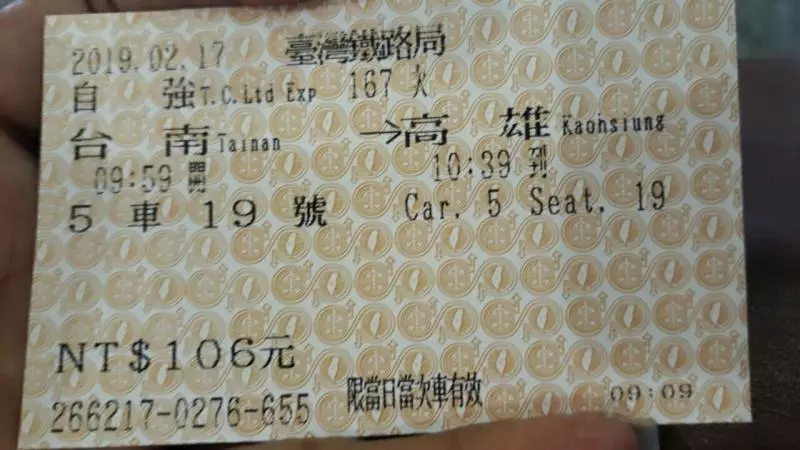 2019.02.17 臺灣鐵路局
自強 T.C.Ltd Exp 167 次
台南 Tainan →高雄 Kaohsiung
09:59 開 10:39 到
5 車 19 號 Car. 5 Seat. 19
NT$106元
266217-0276-655 限當日當次車有效 09:09